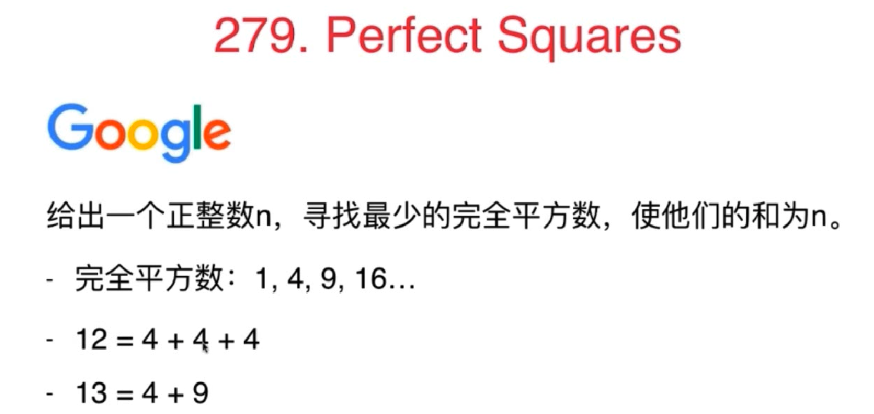 279. Perfect Squares
Google
给出一个正整数n，寻找最少的完全平方数，使他们的和为n。
- 完全平方数：1, 4, 9, 16…
- 12 = 4 + 4 + 4
- 13 = 4 + 9